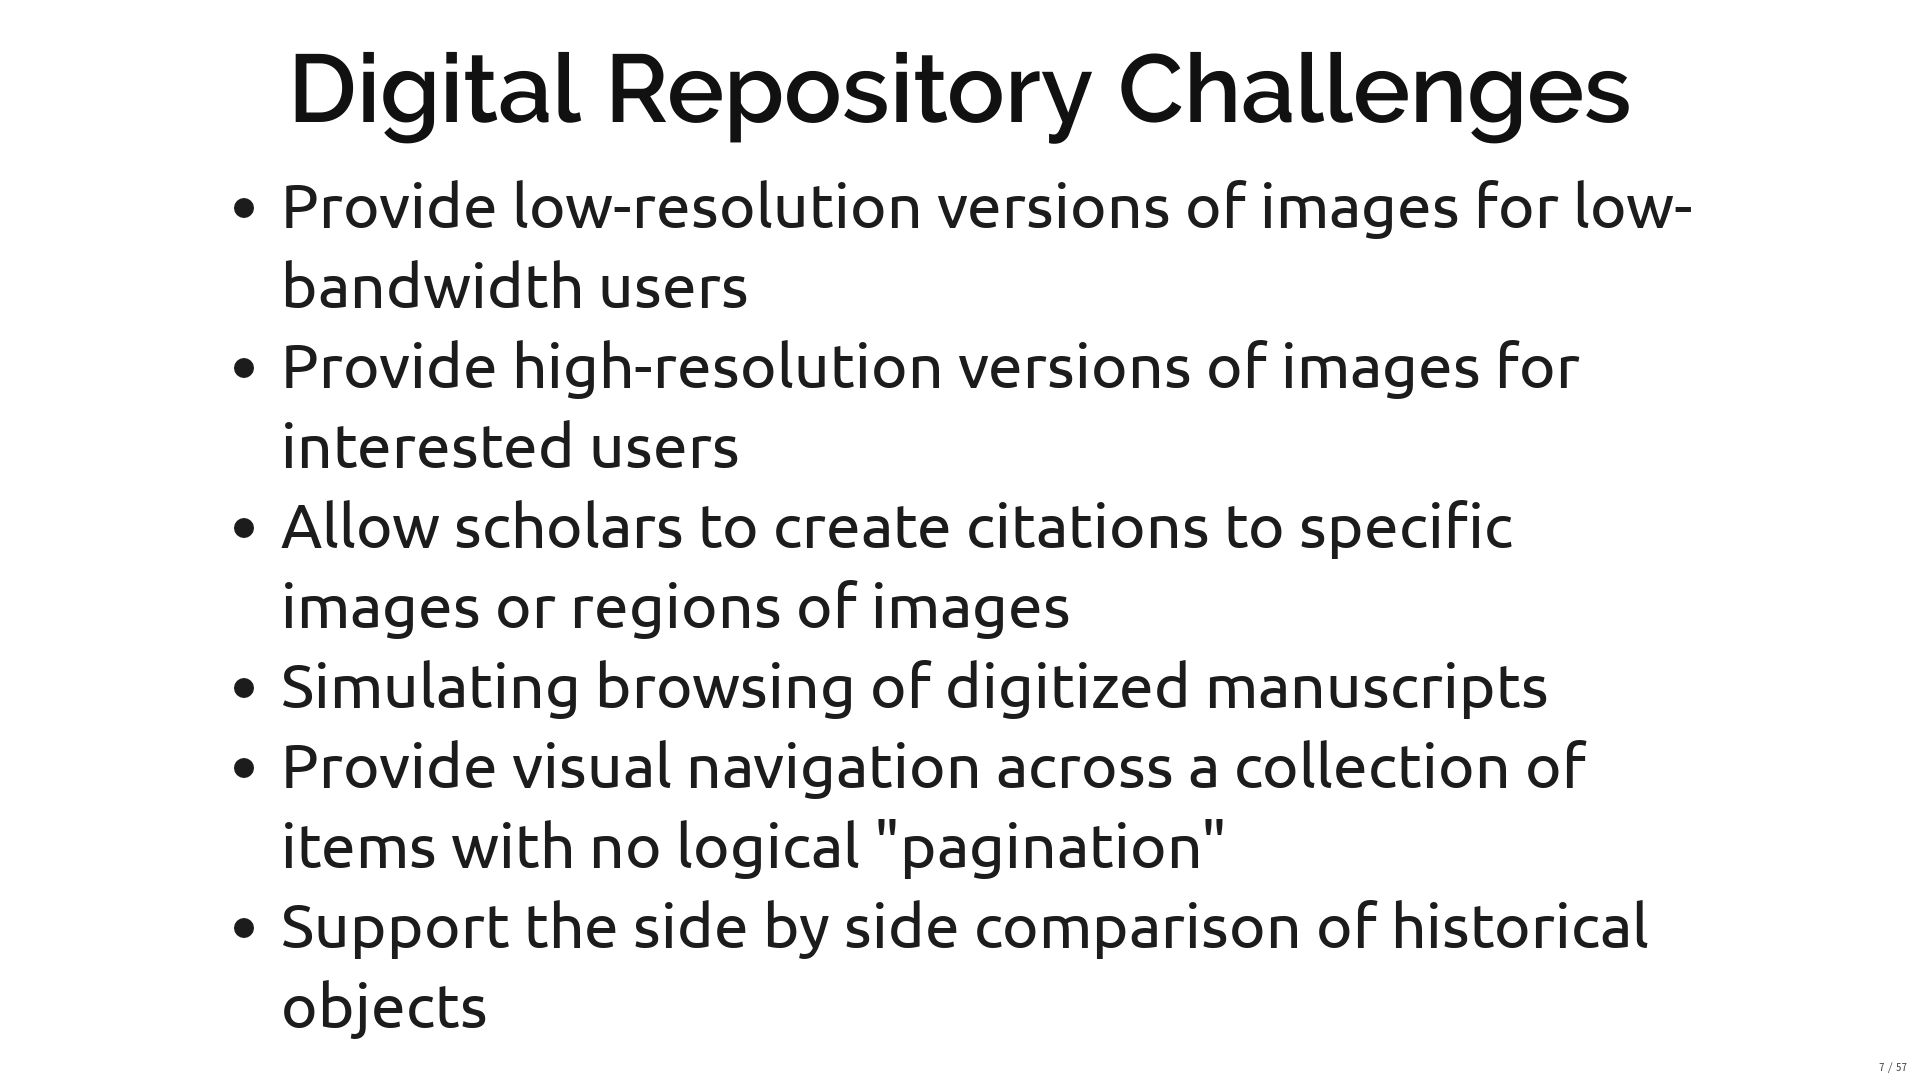 Digital Repository Challenges
• Provide low-resolution versions of images for low-
bandwidth users
• Provide high-resolution versions of images for
interested users
• Allow scholars to create citations to specific
images or regions of images
• Simulating browsing of digitized manuscripts
• Provide visual navigation across a collection of
items with no logical "pagination"
• Support the side by side comparison of historical
objects
7 / 57